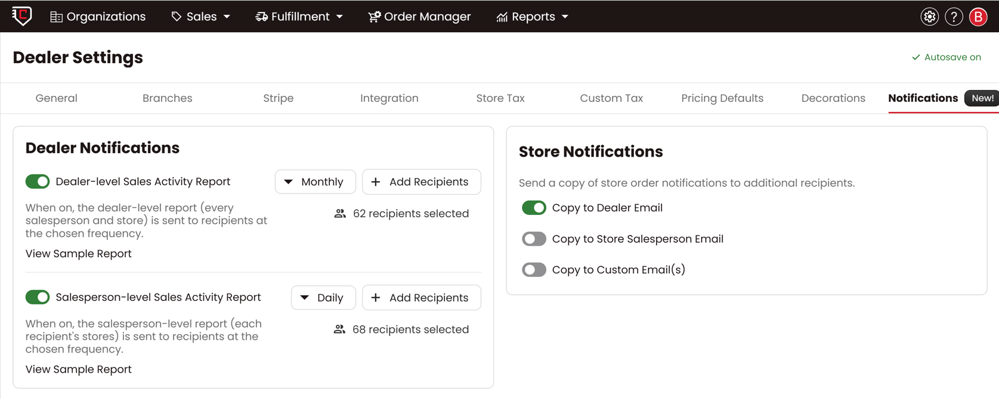 Organizations
Sales
Fulfillment
Order Manager
Reports
?
B
Dealer Settings
Autosave on
General
Branches
Stripe
Integration
Store Tax
Custom Tax
Pricing Defaults
Decorations
Notifications
New!
Dealer Notifications
Dealer-level Sales Activity Report
Monthly
+ Add Recipients
When on, the dealer-level report (every
salesperson and store) is sent to recipients at
the chosen frequency.
62 recipients selected
View Sample Report
Salesperson-level Sales Activity Report
Daily
+ Add Recipients
When on, the salesperson-level report (each
recipient's stores) is sent to recipients at the
chosen frequency.
68 recipients selected
View Sample Report
Store Notifications
Send a copy of store order notifications to additional recipients.
Copy to Dealer Email
Copy to Store Salesperson Email
Copy to Custom Email(s)